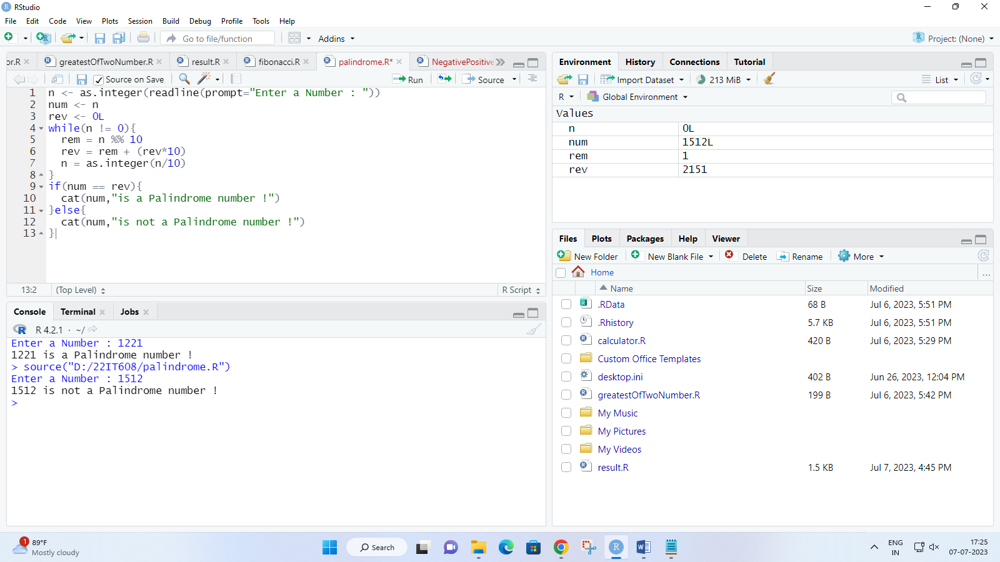 RStudio
File Edit Code View Plots Session Build Debug Profile Tools Help
Go to file/function Addins Project: (None)
or.R greatestOfTwoNumber.R result.R fibonacci.R palindrome.R* NegativePositive
Source on Save Run Source
1 n <- as.integer(readline(prompt="Enter a Number : "))
2 num <- n
3 rev <- 0L
4 while(n != 0){
5 rem = n %% 10
6 rev = rem + (rev*10)
7 n = as.integer(n/10)
8 }
9 if(num == rev){
10 cat(num,"is a Palindrome number !")
11 }else{
12 cat(num,"is not a Palindrome number !")
13 }
13:2 (Top Level) R Script
Console Terminal Jobs
R 4.2.1 · ~/
Enter a Number : 1221
1221 is a Palindrome number !
> source("D:/22IT608/palindrome.R")
Enter a Number : 1512
1512 is not a Palindrome number !
>
Environment History Connections Tutorial
Import Dataset 213 MiB List
R Global Environment
Values
n 0L
num 1512L
rem 1
rev 2151
Files Plots Packages Help Viewer
New Folder New Blank File Delete Rename More
Home ...
Name Size Modified
.RData 68 B Jul 6, 2023, 5:51 PM
.Rhistory 5.7 KB Jul 6, 2023, 5:51 PM
calculator.R 420 B Jul 6, 2023, 5:29 PM
Custom Office Templates
desktop.ini 402 B Jun 26, 2023, 12:04 PM
greatestOfTwoNumber.R 199 B Jul 6, 2023, 5:42 PM
My Music
My Pictures
My Videos
result.R 1.5 KB Jul 7, 2023, 4:45 PM
1 89°F
Mostly cloudy
Search
ENG
IN
17:25
07-07-2023